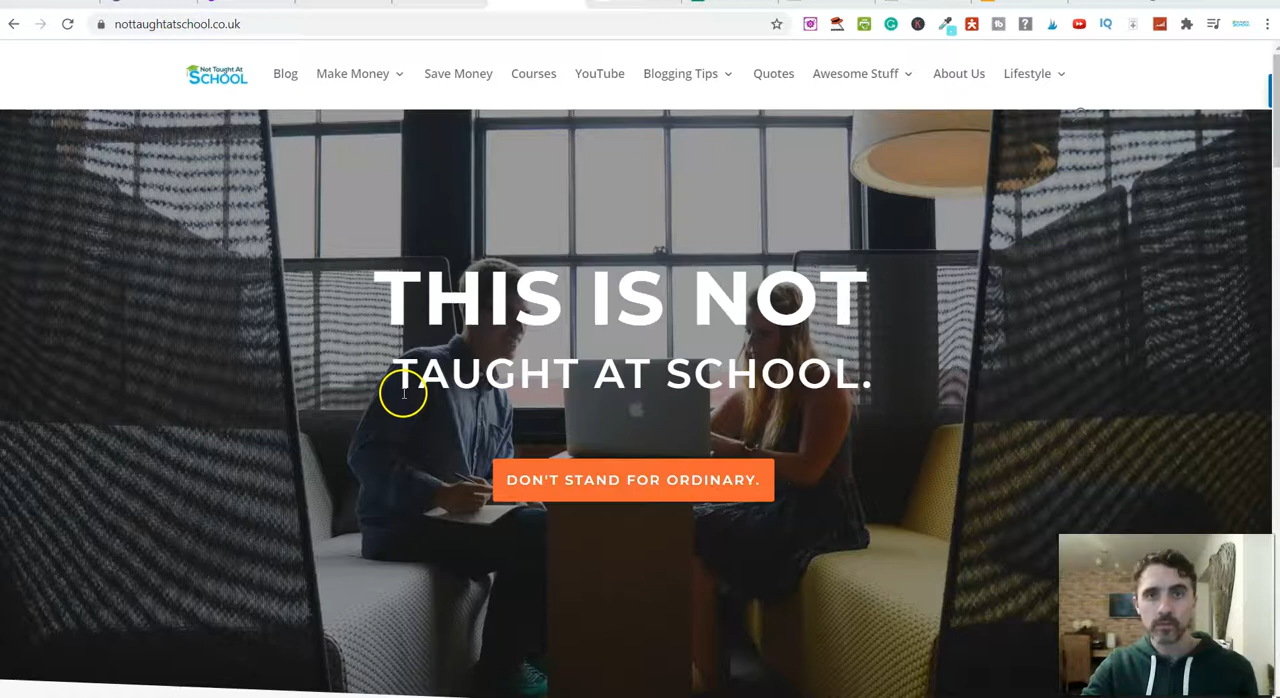 nottaughtatschool.co.uk
Not Taught At
SCHOOL
Blog
Make Money
Save Money
Courses
YouTube
Blogging Tips
Quotes
Awesome Stuff
About Us
Lifestyle
THIS IS NOT
TAUGHT AT SCHOOL.
DON'T STAND FOR ORDINARY.